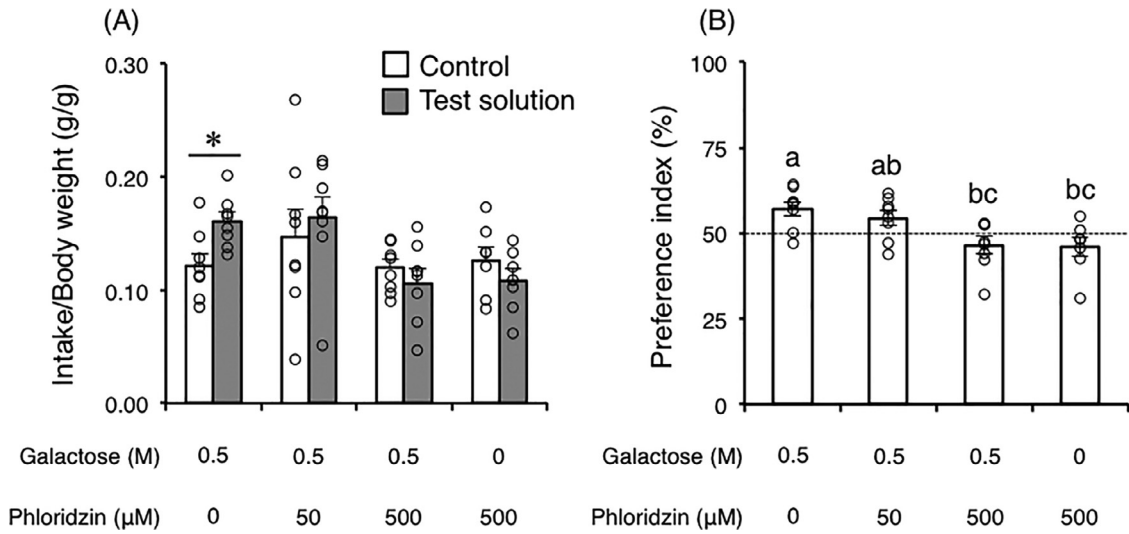 (A)
Intake/Body weight (g/g)
0.30
0.20
0.10
0.00
Control
Test solution
*
Galactose (M) 0.5 0.5 0.5 0
Phloridzin (µM) 0 50 500 500
(B)
Preference index (%)
100
75
50
25
0
a ab bc bc
Galactose (M) 0.5 0.5 0.5 0
Phloridzin (µM) 0 50 500 500